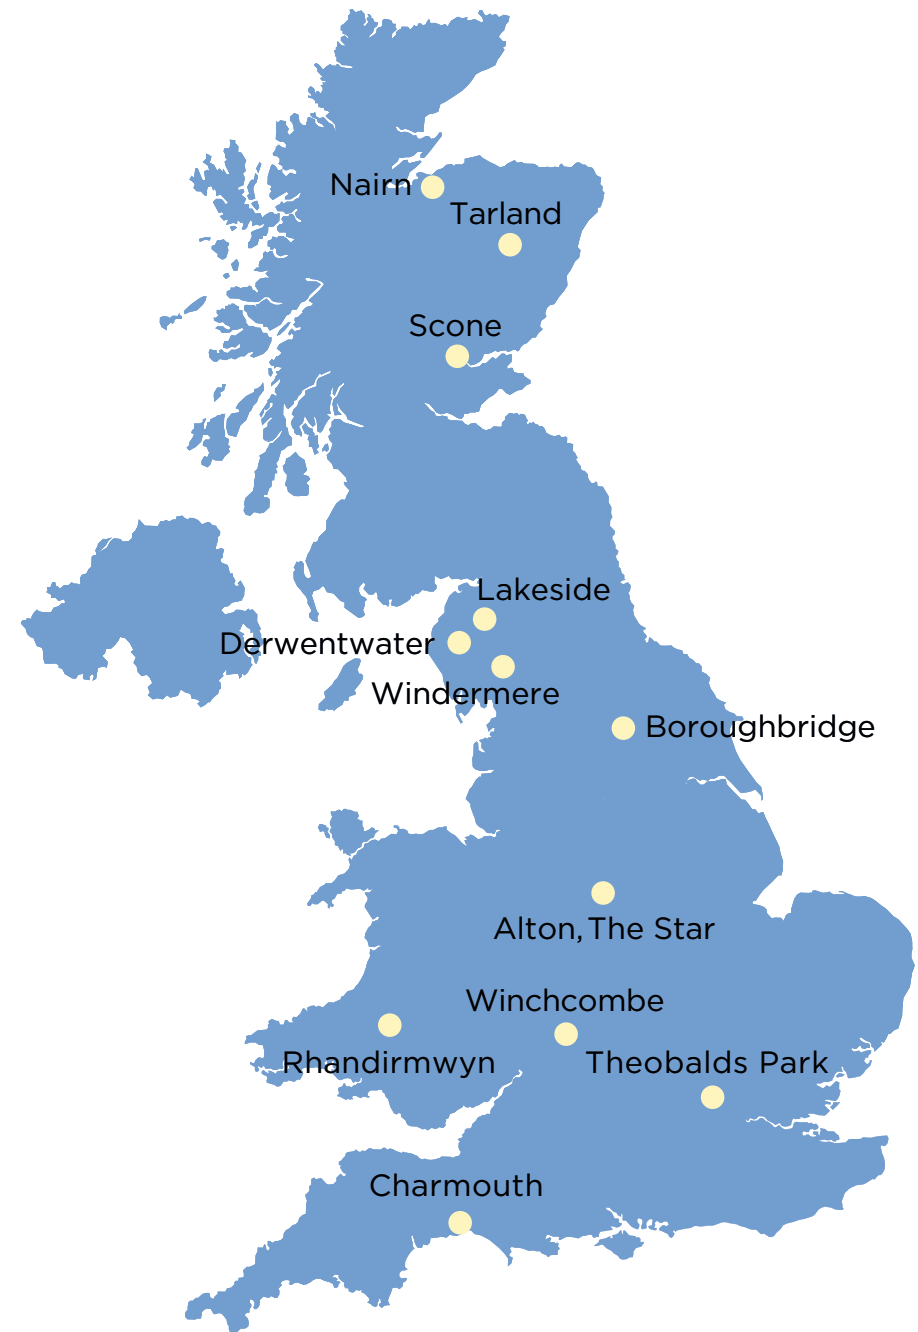 Nairn
Tarland
Scone
Lakeside
Derwentwater
Windermere
Boroughbridge
Alton, The Star
Winchcombe
Rhandirmwyn
Theobalds Park
Charmouth